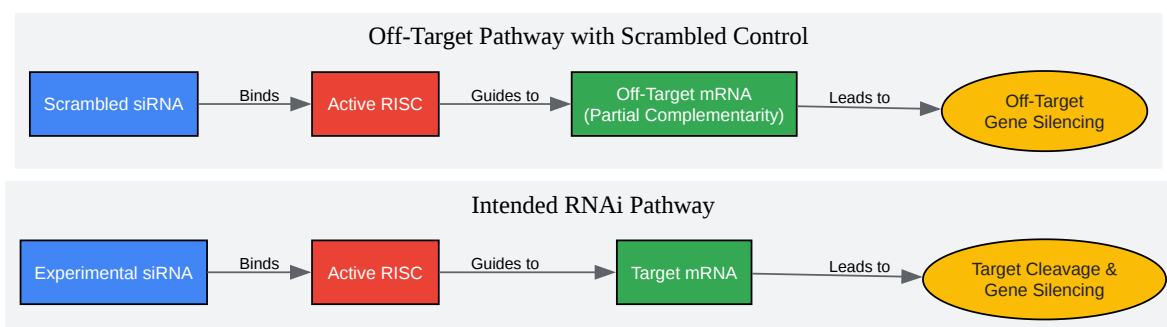 Off-Target Pathway with Scrambled Control
Scrambled siRNA
Binds
Active RISC
Guides to
Off-Target mRNA
(Partial Complementarity)
Leads to
Off-Target
Gene Silencing
Intended RNAi Pathway
Experimental siRNA
Binds
Active RISC
Guides to
Target mRNA
Leads to
Target Cleavage &
Gene Silencing